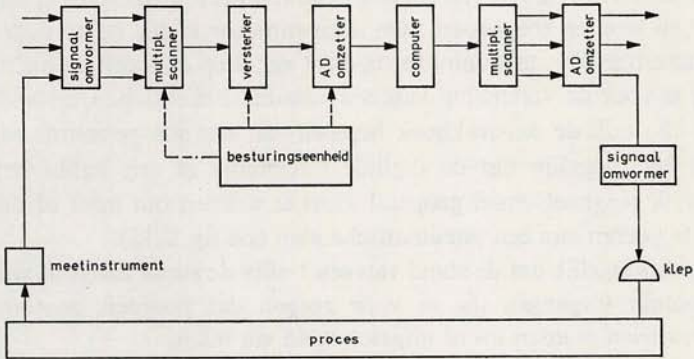 signaal
omvormer
multipl.
scanner
versterker
AD
omzetter
computer
multipl.
scanner
AD
omzetter
besturingseenheid
signaal
omvormer
meetinstrument
klep
proces